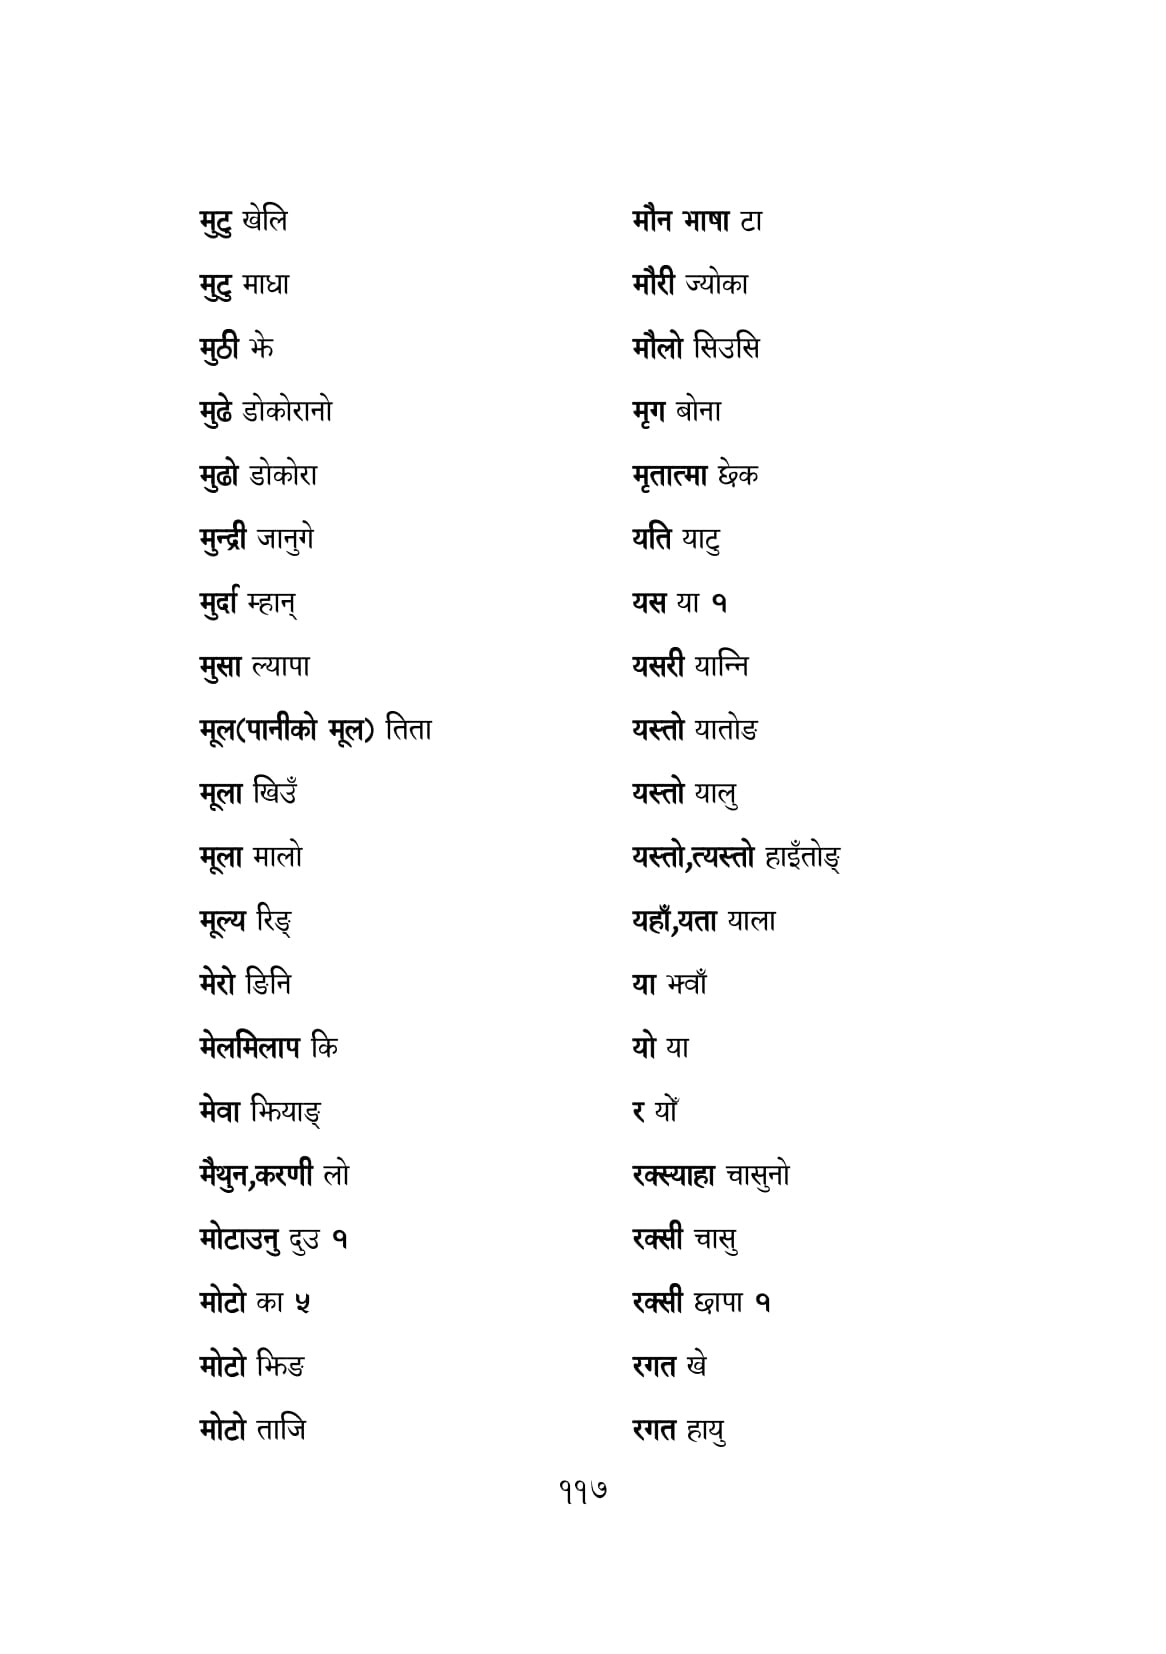 मुटु खेलि
मुटु माधा
मुठी झे
मुढे डोकोरानो
मुढो डोकोरा
मुन्द्री जानुगे
मुर्दा म्हान्
मुसा ल्यापा
मूल(पानीको मूल) तिता
मूला खिउँ
मूला मालो
मूल्य रिङ्
मेरो ङिनि
मेलमिलाप कि
मेवा झियाङ्
मैथुन,करणी लो
मोटाउनु दुउ १
मोटो का ५
मोटो झिङ
मोटो ताजि
मौन भाषा टा
मौरी ज्योका
मौलो सिउसि
मृग बोना
मृतात्मा छेक
यति याटु
यस या १
यसरी यान्नि
यस्तो यातोङ
यस्तो यालु
यस्तो,त्यस्तो हाइँतोङ्
यहाँ,यता याला
या झ्वाँ
यो या
र योँ
रक्स्याहा चासुनो
रक्सी चासु
रक्सी छापा १
रगत खे
रगत हायु
११७